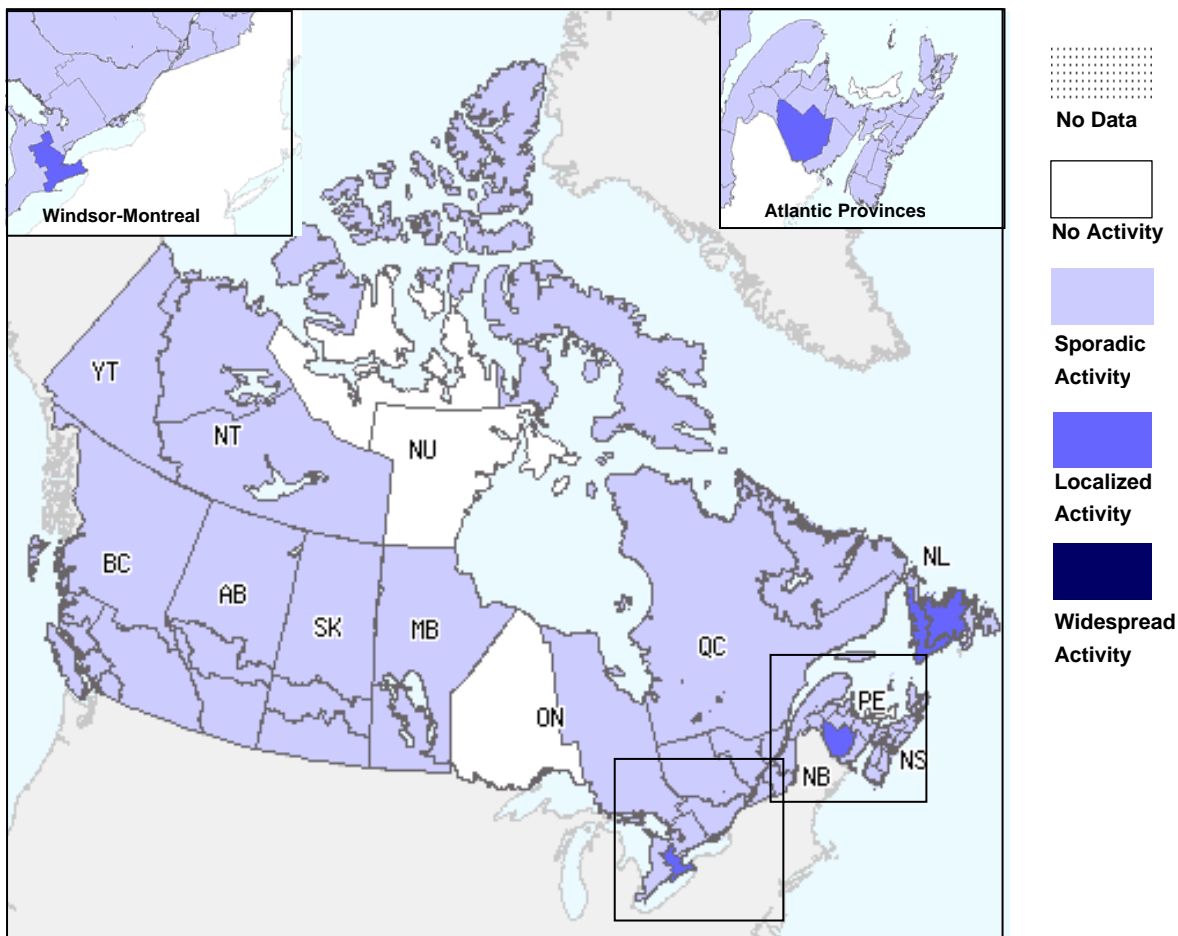 Windsor-Montreal
Atlantic Provinces
No Data
No Activity
Sporadic
Activity
Localized
Activity
Widespread
Activity
YT
NT
NU
BC
AB
SK
MB
ON
QC
NL
PE
NB
NS